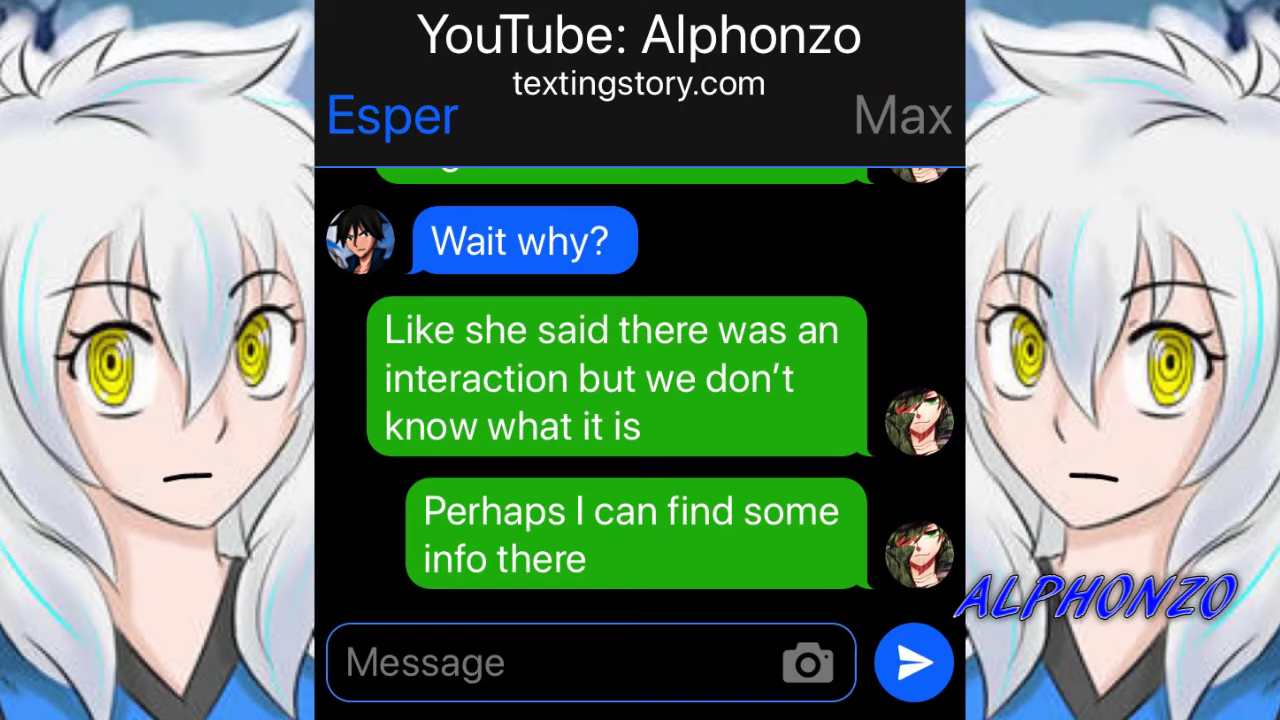 YouTube: Alphonzo
textingstory.com
Esper
Max
Wait why?
Like she said there was an
interaction but we don’t
know what it is
Perhaps I can find some
info there
ALPHONZO
Message